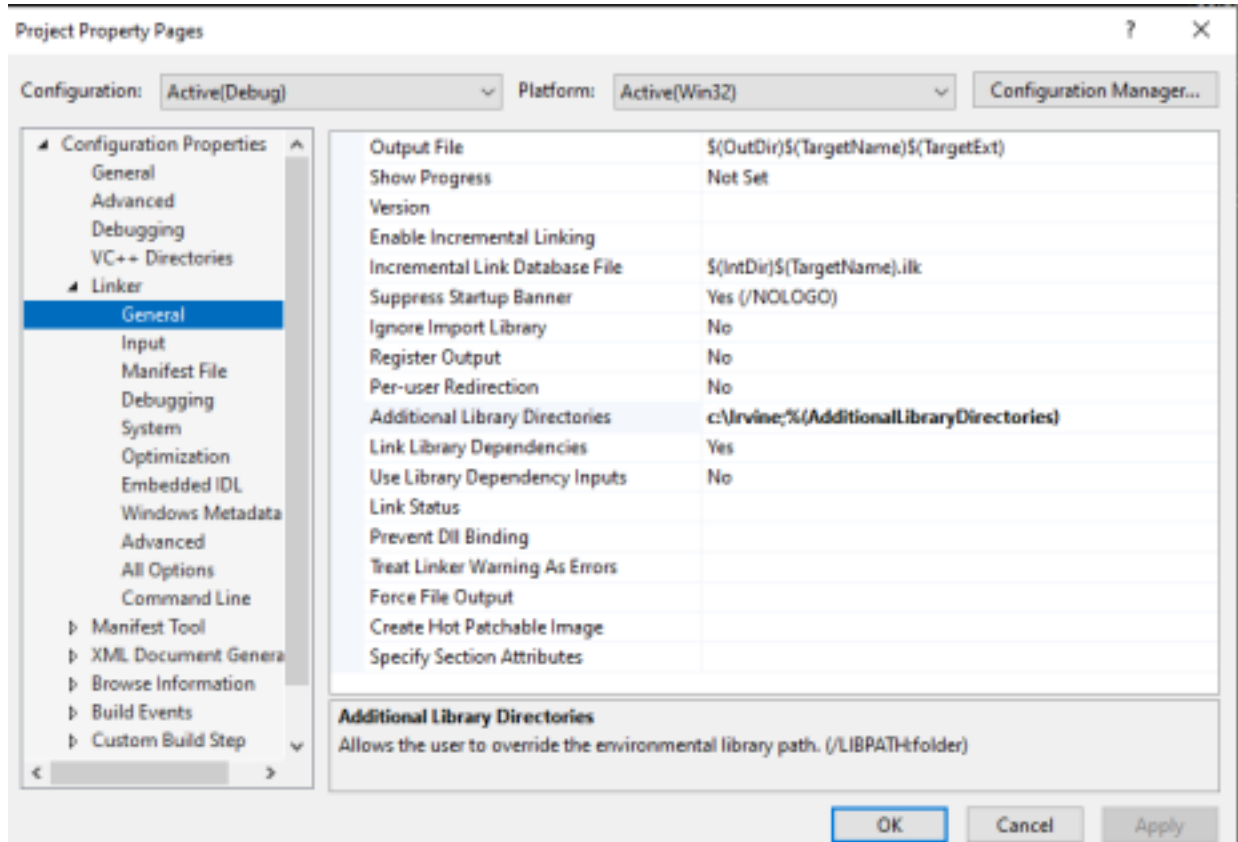 Project Property Pages
? ×
Configuration: Active(Debug) Platform: Active(Win32) Configuration Manager...
Configuration Properties
General
Advanced
Debugging
VC++ Directories
Linker
General
Input
Manifest File
Debugging
System
Optimization
Embedded IDL
Windows Metadata
Advanced
All Options
Command Line
Manifest Tool
XML Document Genera
Browse Information
Build Events
Custom Build Step
Output File $(OutDir)$(TargetName)$(TargetExt)
Show Progress Not Set
Version
Enable Incremental Linking
Incremental Link Database File $(IntDir)$(TargetName).ilk
Suppress Startup Banner Yes (/NOLOGO)
Ignore Import Library No
Register Output No
Per-user Redirection No
Additional Library Directories c:\Irvine;%(AdditionalLibraryDirectories)
Link Library Dependencies Yes
Use Library Dependency Inputs No
Link Status
Prevent Dll Binding
Treat Linker Warning As Errors
Force File Output
Create Hot Patchable Image
Specify Section Attributes
Additional Library Directories
Allows the user to override the environmental library path. (/LIBPATH:folder)
OK Cancel Apply